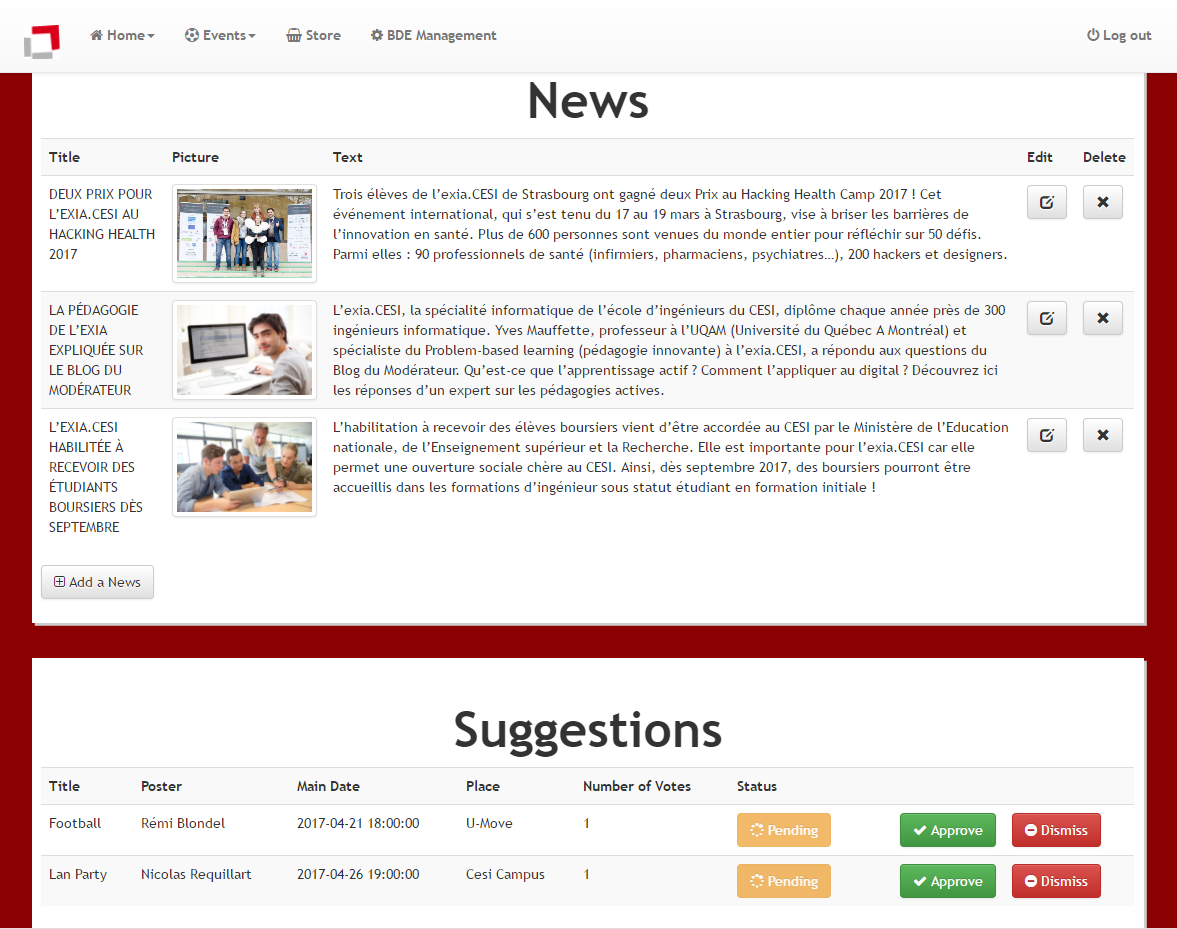 Home
Events
Store
BDE Management
Log out
News
Title
Picture
Text
Edit
Delete
DEUX PRIX POUR
L’EXIA.CESI AU
HACKING HEALTH
2017
Trois élèves de l’exia.CESI de Strasbourg ont gagné deux Prix au Hacking Health Camp 2017 ! Cet
événement international, qui s’est tenu du 17 au 19 mars à Strasbourg, vise à briser les barrières de
l’innovation en santé. Plus de 600 personnes sont venues du monde entier pour réfléchir sur 50 défis.
Parmi elles : 90 professionnels de santé (infirmiers, pharmaciens, psychiatres…), 200 hackers et designers.
LA PÉDAGOGIE
DE L’EXIA
EXPLIQUÉE SUR
LE BLOG DU
MODÉRATEUR
L’exia.CESI, la spécialité informatique de l’école d’ingénieurs du CESI, diplôme chaque année près de 300
ingénieurs informatique. Yves Mauffette, professeur à l’UQAM (Université du Québec A Montréal) et
spécialiste du Problem-based learning (pédagogie innovante) à l’exia.CESI, a répondu aux questions du
Blog du Modérateur. Qu’est-ce que l’apprentissage actif ? Comment l’appliquer au digital ? Découvrez ici
les réponses d’un expert sur les pédagogies actives.
L’EXIA.CESI
HABILITÉE À
RECEVOIR DES
ÉTUDIANTS
BOURSIERS DÈS
SEPTEMBRE
L’habilitation à recevoir des élèves boursiers vient d’être accordée au CESI par le Ministère de l’Education
nationale, de l’Enseignement supérieur et la Recherche. Elle est importante pour l’exia.CESI car elle
permet une ouverture sociale chère au CESI. Ainsi, dès septembre 2017, des boursiers pourront être
accueillis dans les formations d’ingénieur sous statut étudiant en formation initiale !
Add a News
Suggestions
Title
Poster
Main Date
Place
Number of Votes
Status
Football
Rémi Blondel
2017-04-21 18:00:00
U-Move
1
Pending
Approve
Dismiss
Lan Party
Nicolas Requillart
2017-04-26 19:00:00
Cesi Campus
1
Pending
Approve
Dismiss